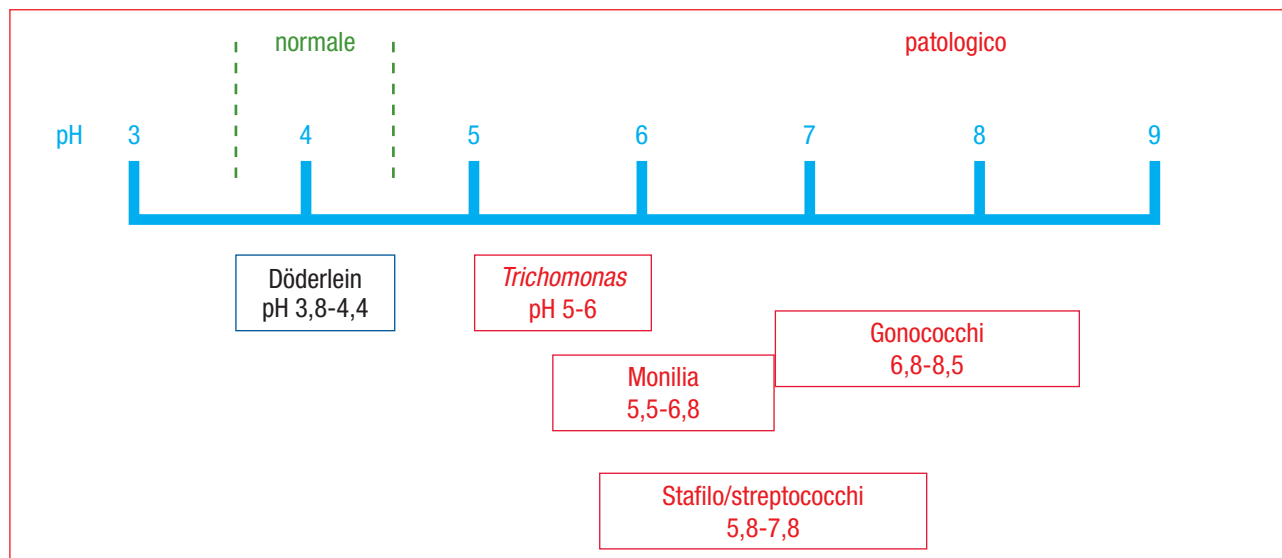 normale
patologico
pH 3 4 5 6 7 8 9
Döderlein
pH 3,8-4,4
Trichomonas
pH 5-6
Gonococchi
6,8-8,5
Monilia
5,5-6,8
Stafilo/streptococchi
5,8-7,8